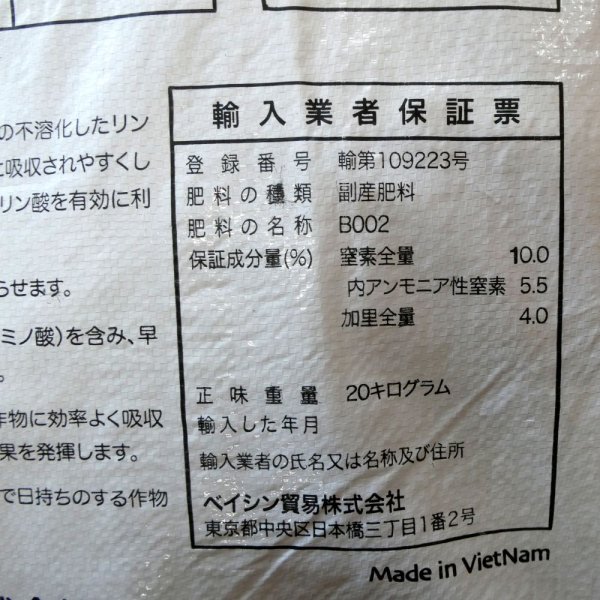 輸入業者保証票
の不溶化したリン
に吸収されやすくし
リン酸を有効に利
らせます。
ミノ酸)を含み、早
。
作物に効率よく吸収
果を発揮します。
で日持ちのする作物
登録番号 輸第109223号
肥料の種類 副産肥料
肥料の名称 B002
保証成分量(%) 窒素全量 10.0
内アンモニア性窒素 5.5
加里全量 4.0
正味重量 20キログラム
輸入した年月
輸入業者の氏名又は名称及び住所
ベイシン貿易株式会社
東京都中央区日本橋三丁目1番2号
Made in VietNam